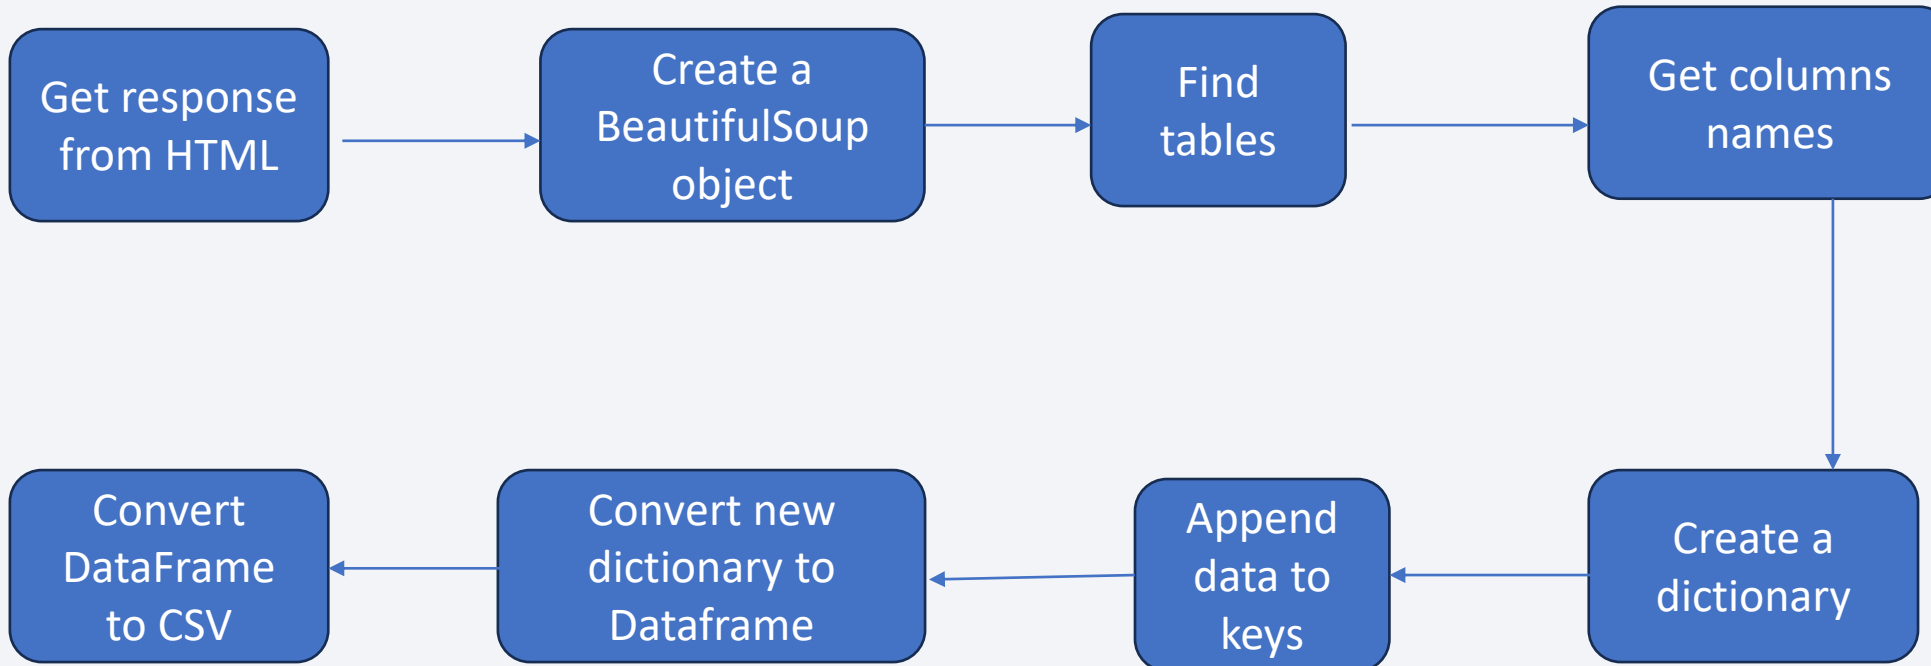 Get response
from HTML
Create a
BeautifulSoup
object
Find
tables
Get columns
names
Create a
dictionary
Append
data to
keys
Convert new
dictionary to
Dataframe
Convert
DataFrame
to CSV